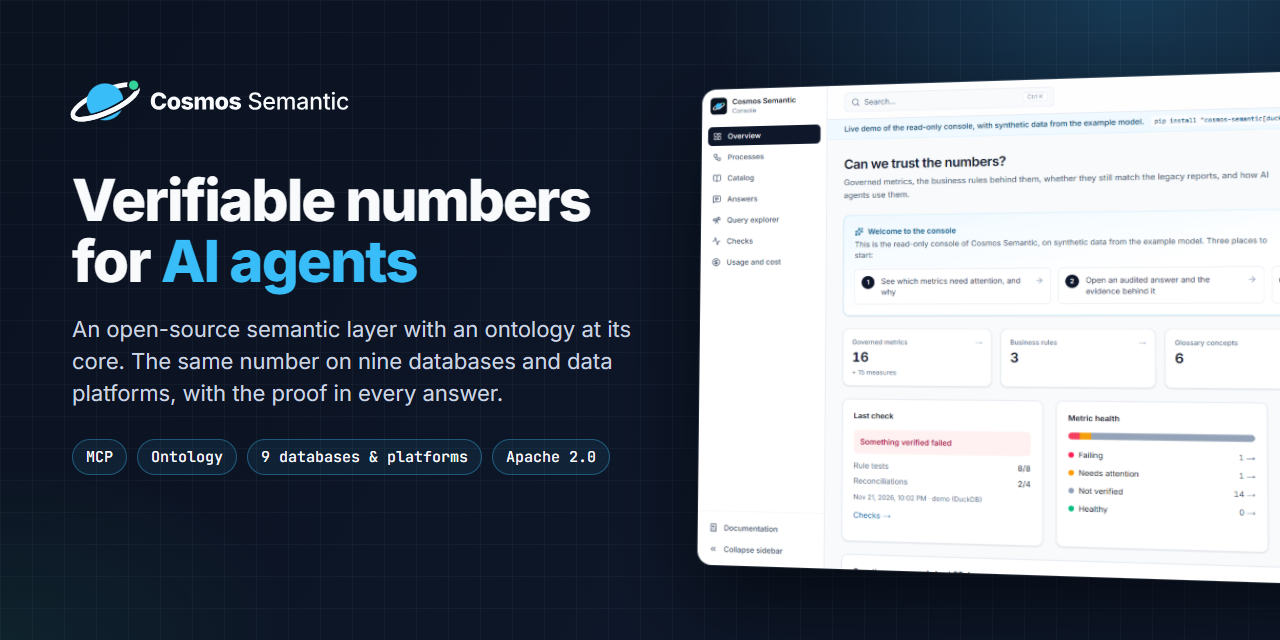 Cosmos Semantic
Verifiable numbers
for AI agents
An open-source semantic layer with an ontology at its
core. The same number on nine databases and data
platforms, with the proof in every answer.
MCP
Ontology
9 databases & platforms
Apache 2.0
Cosmos Semantic
Console
Overview
Processes
Catalog
Answers
Query explorer
Checks
Usage and cost
Documentation
Collapse sidebar
Search...
Ctrl K
Live demo of the read-only console, with synthetic data from the example model.
pip install "cosmos-semantic[duck
Can we trust the numbers?
Governed metrics, the business rules behind them, whether they still match the legacy reports, and how AI
agents use them.
Welcome to the console
This is the read-only console of Cosmos Semantic, on synthetic data from the example model. Three places to
start:
1
See which metrics need attention, and
why
→
2
Open an audited answer and the
evidence behind it
→
Governed metrics →
16
+ 15 measures
Business rules →
3
Glossary concepts
6
Last check
Something verified failed
Rule tests 8/8
Reconciliations 2/4
Nov 21, 2026, 10:02 PM · demo (DuckDB)
Checks →
Metric health
Failing 1 →
Needs attention 1 →
Not verified 14 →
Healthy 0 →